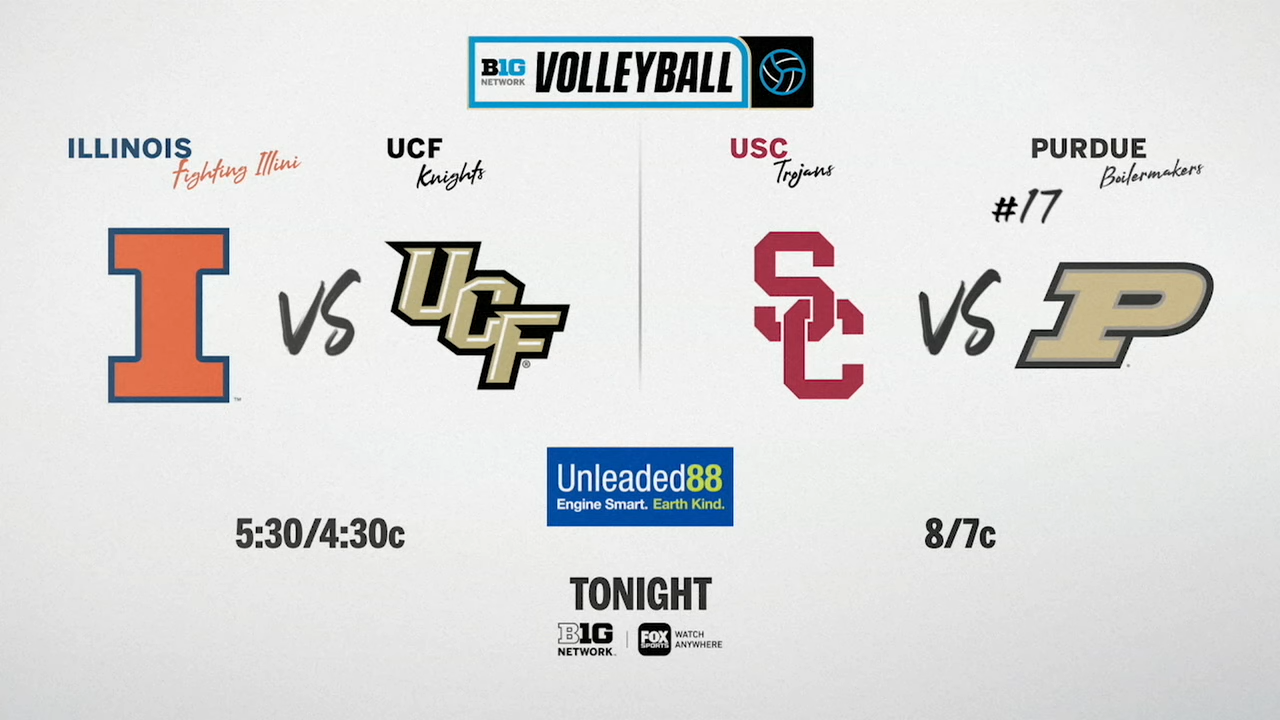 B1G NETWORK VOLLEYBALL
ILLINOIS
Fighting Illini
UCF
Knights
I
™
VS
UCF
®
USC
Trojans
PURDUE
Boilermakers
#17
SC
VS
P
Unleaded88
Engine Smart. Earth Kind.
5:30/4:30c
8/7c
TONIGHT
B1G NETWORK
FOX SPORTS
WATCH
ANYWHERE